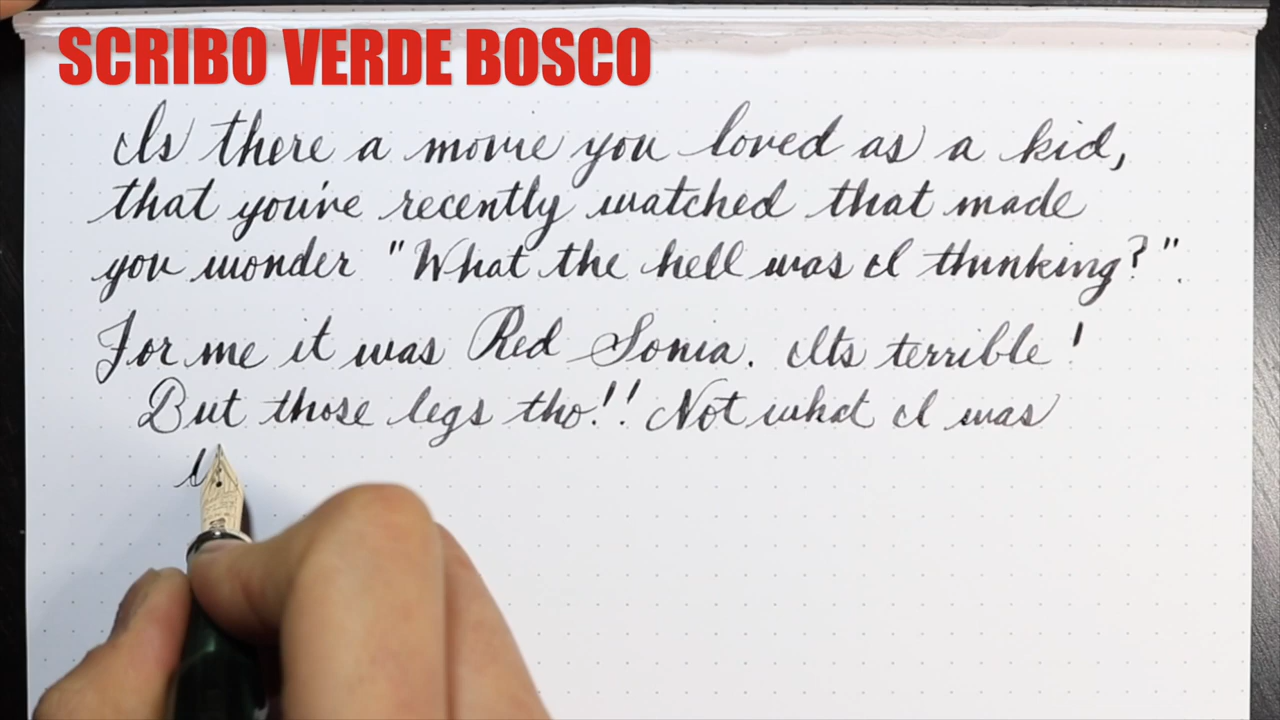 SCRIBO VERDE BOSCO
Is there a movie you loved as a kid,
that you've recently watched that made
you wonder "What the hell was I thinking?".
For me it was Red Sonia. Its terrible!
But those legs tho!! Not what I was